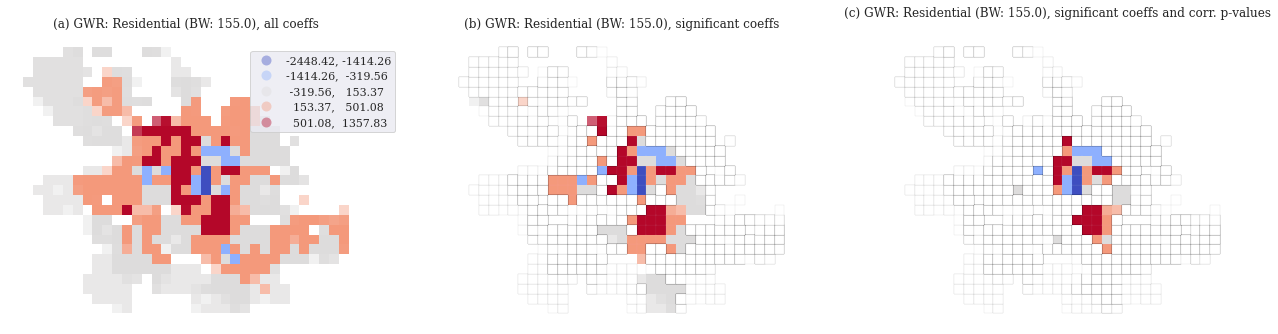 (a) GWR: Residential (BW: 155.0), all coeffs
(b) GWR: Residential (BW: 155.0), significant coeffs
(c) GWR: Residential (BW: 155.0), significant coeffs and corr. p-values
-2448.42, -1414.26
-1414.26, -319.56
-319.56, 153.37
153.37, 501.08
501.08, 1357.83